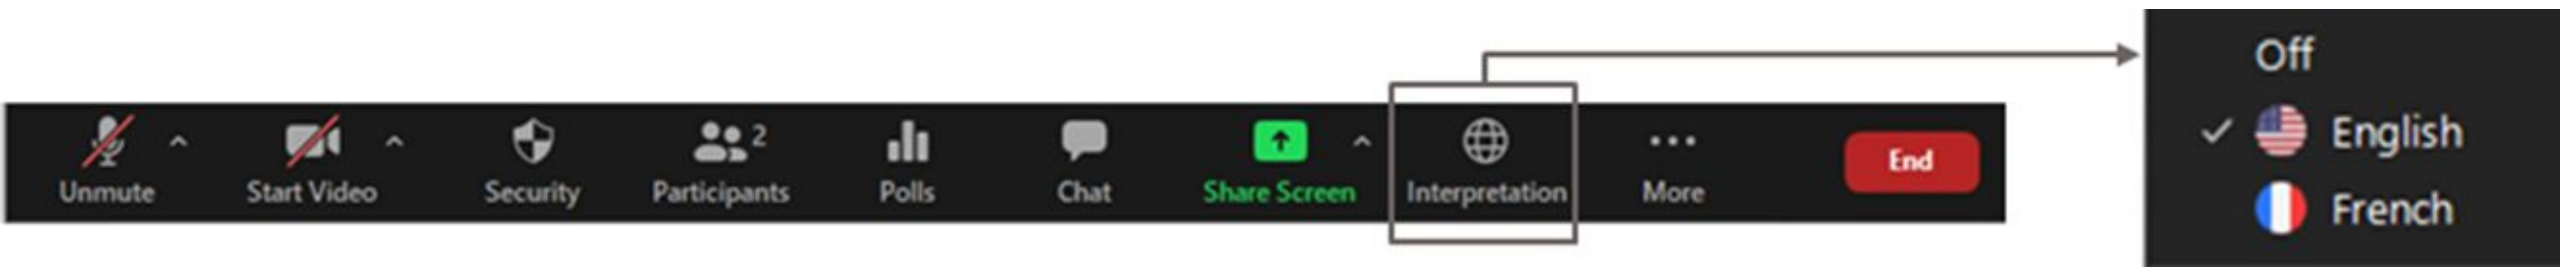 Unmute
Start Video
Security
2
Participants
Polls
Chat
Share Screen
Interpretation
More
End
Off
English
French